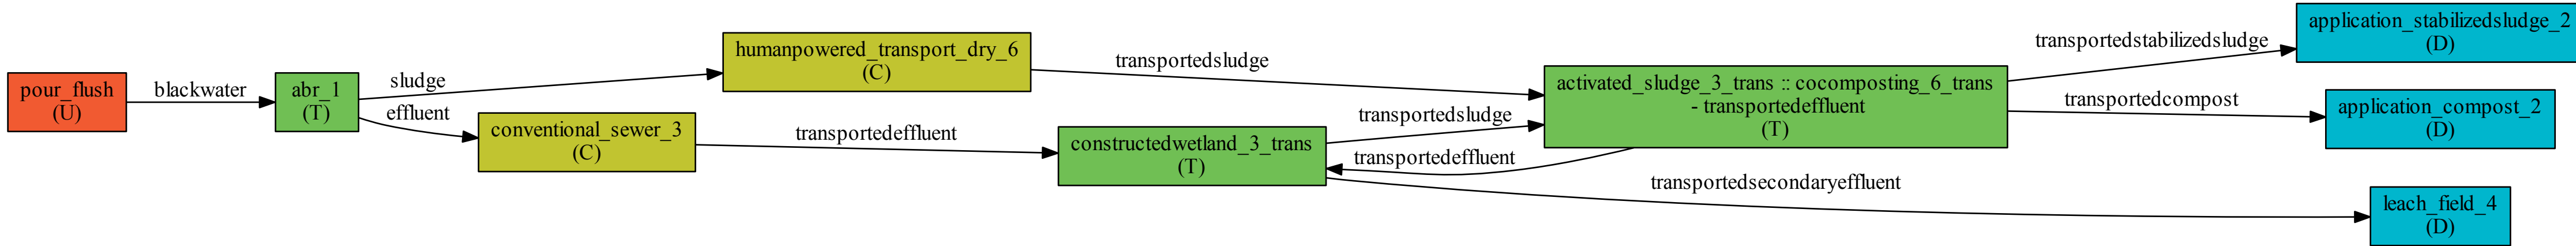 pour_flush
(U)
blackwater
abr_1
(T)
sludge
effluent
humanpowered_transport_dry_6
(C)
conventional_sewer_3
(C)
transportedsludge
transportedeffluent
constructedwetland_3_trans
(T)
transportedsludge
transportedeffluent
activated_sludge_3_trans :: cocomposting_6_trans
- transportedeffluent
(T)
transportedstabilizedsludge
transportedcompost
transportedsecondaryeffluent
application_stabilizedsludge_2
(D)
application_compost_2
(D)
leach_field_4
(D)